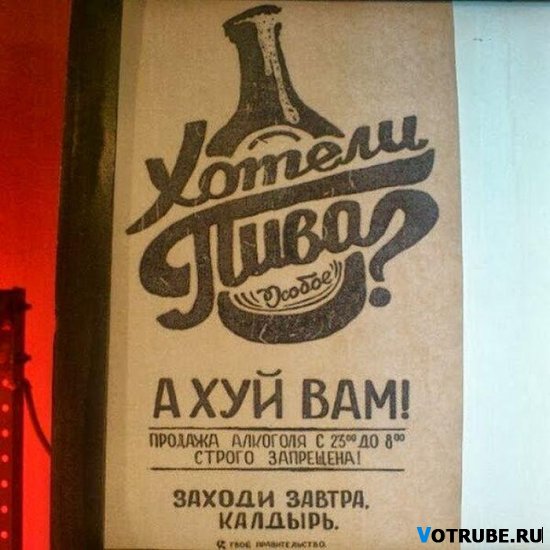 Хотели
Пива?
Особое
А ХУЙ ВАМ!
ПРОДАЖА АЛКОГОЛЯ С 23⁰⁰ ДО 8⁰⁰
СТРОГО ЗАПРЕЩЕНА!
ЗАХОДИ ЗАВТРА,
КАЛДЫРЬ.
ТВОЕ ПРАВИТЕЛЬСТВО.
VOTRUBE.RU